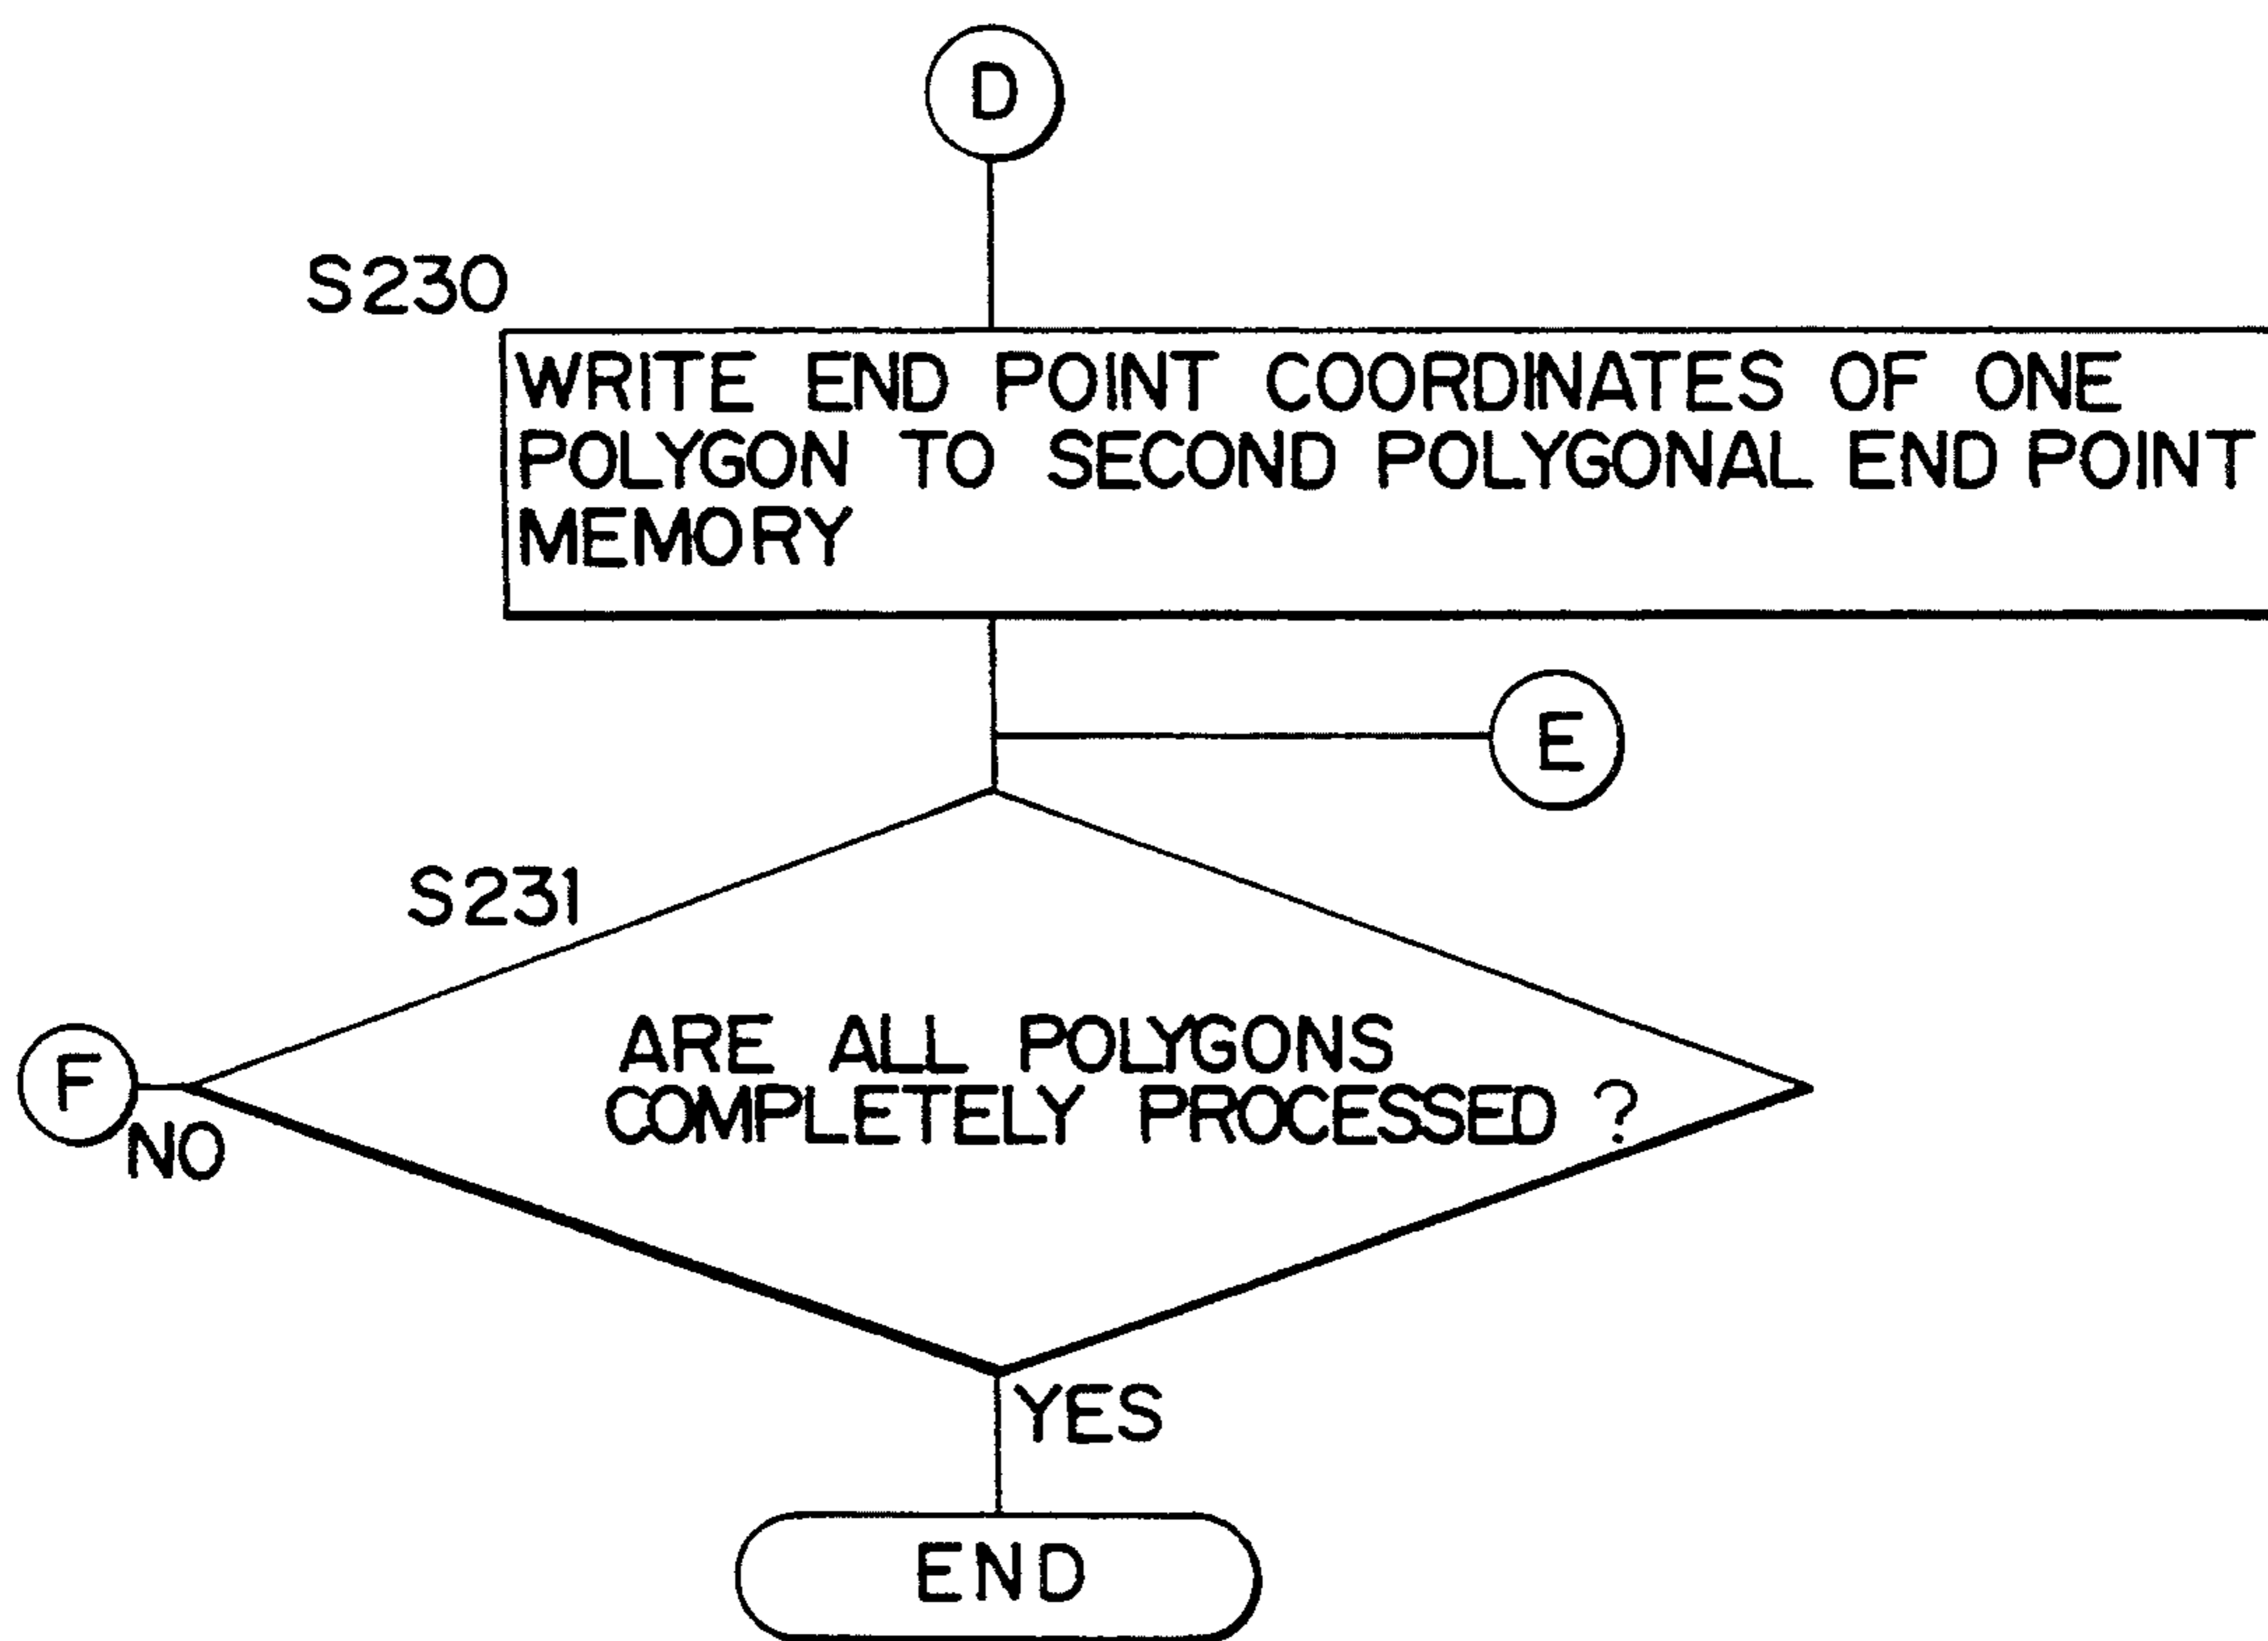 D
S230
WRITE END POINT COORDINATES OF ONE
POLYGON TO SECOND POLYGONAL END POINT
MEMORY
E
S231
ARE ALL POLYGONS
COMPLETELY PROCESSED ?
F
NO
YES
END